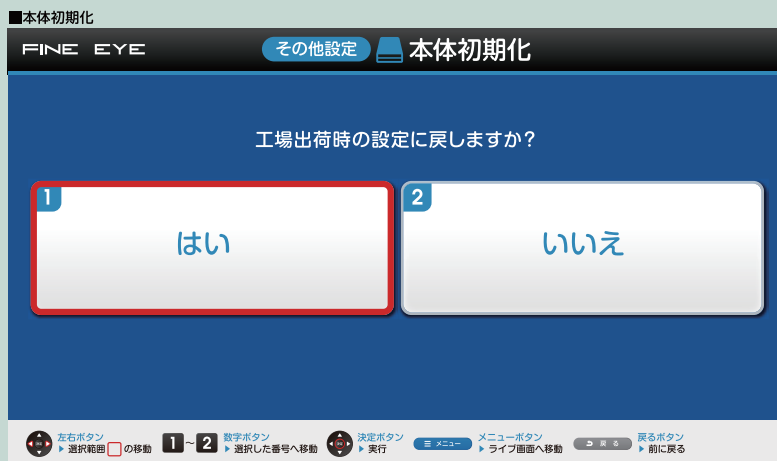 ■本体初期化
FINE EYE
その他設定 本体初期化
工場出荷時の設定に戻しますか?
1
はい
2
いいえ
左右ボタン
▶ 選択範囲 の移動
1～2
数字ボタン
▶ 選択した番号へ移動
決定ボタン
▶ 実行
☰ メニュー
メニューボタン
▶ ライブ画面へ移動
戻る
戻るボタン
▶ 前に戻る